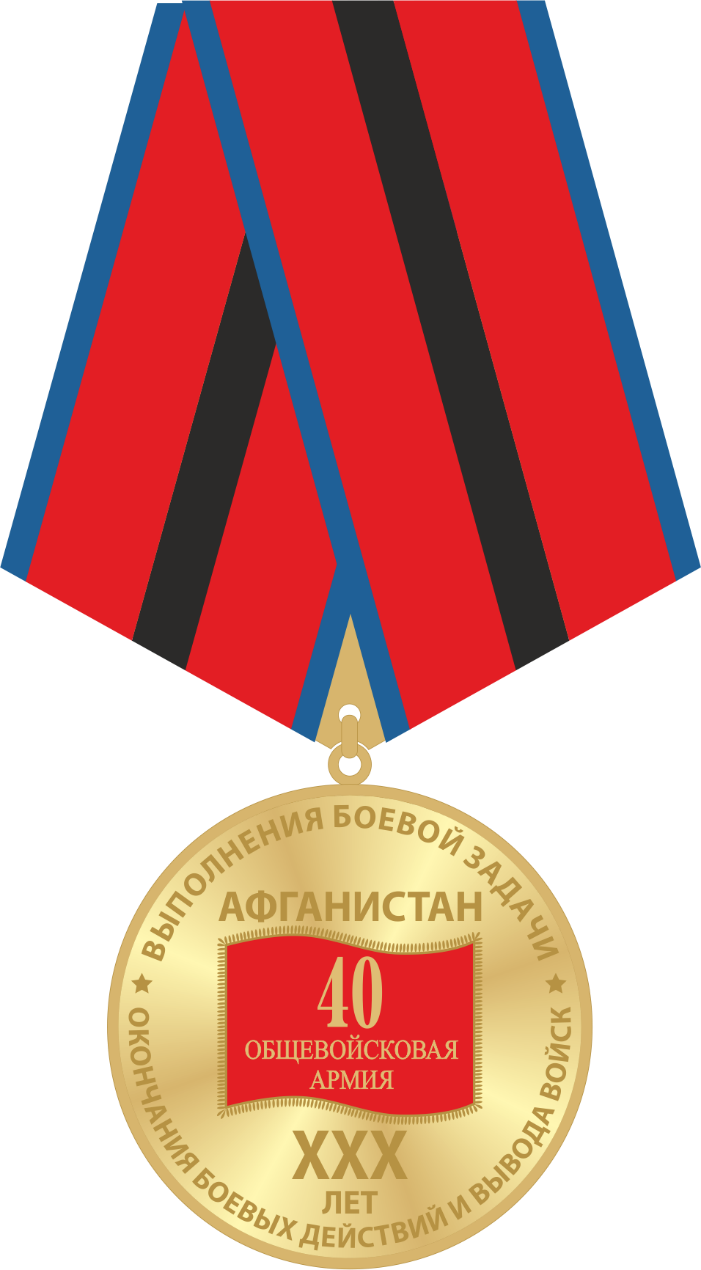 ВЫПОЛНЕНИЯ БОЕВОЙ ЗАДАЧИ
АФГАНИСТАН
40
ОБЩЕВОЙСКОВАЯ
АРМИЯ
XXX
ЛЕТ
ОКОНЧАНИЯ БОЕВЫХ ДЕЙСТВИЙ И ВЫВОДА ВОЙСК